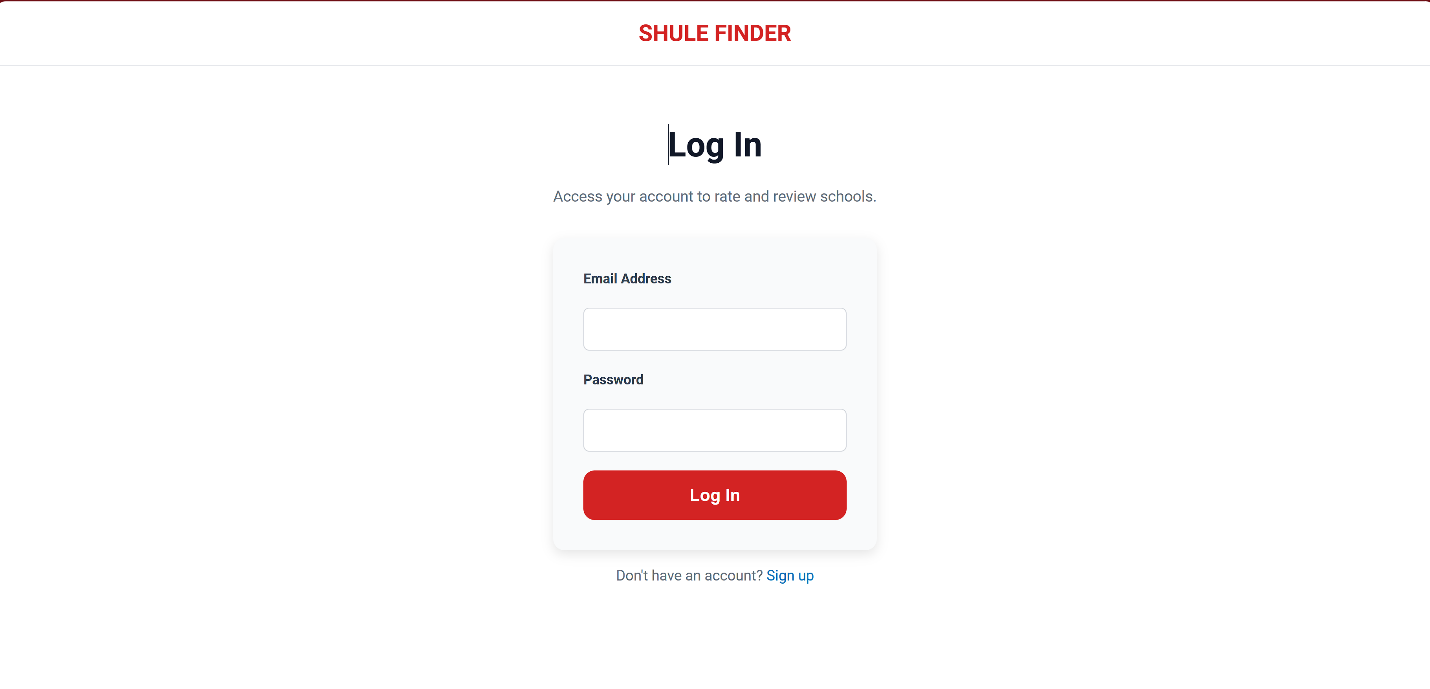 SHULE FINDER
Log In
Access your account to rate and review schools.
Email Address
Password
Log In
Don't have an account? Sign up